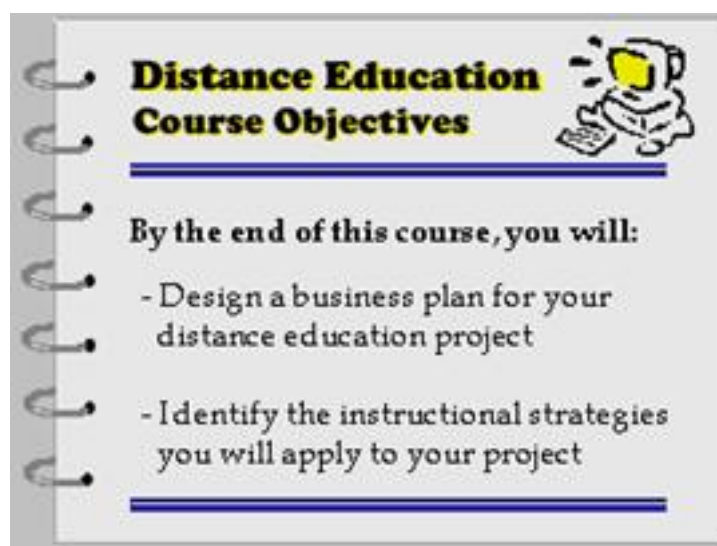 Distance Education
Course Objectives
By the end of this course, you will:
- Design a business plan for your
distance education project
- Identify the instructional strategies
you will apply to your project